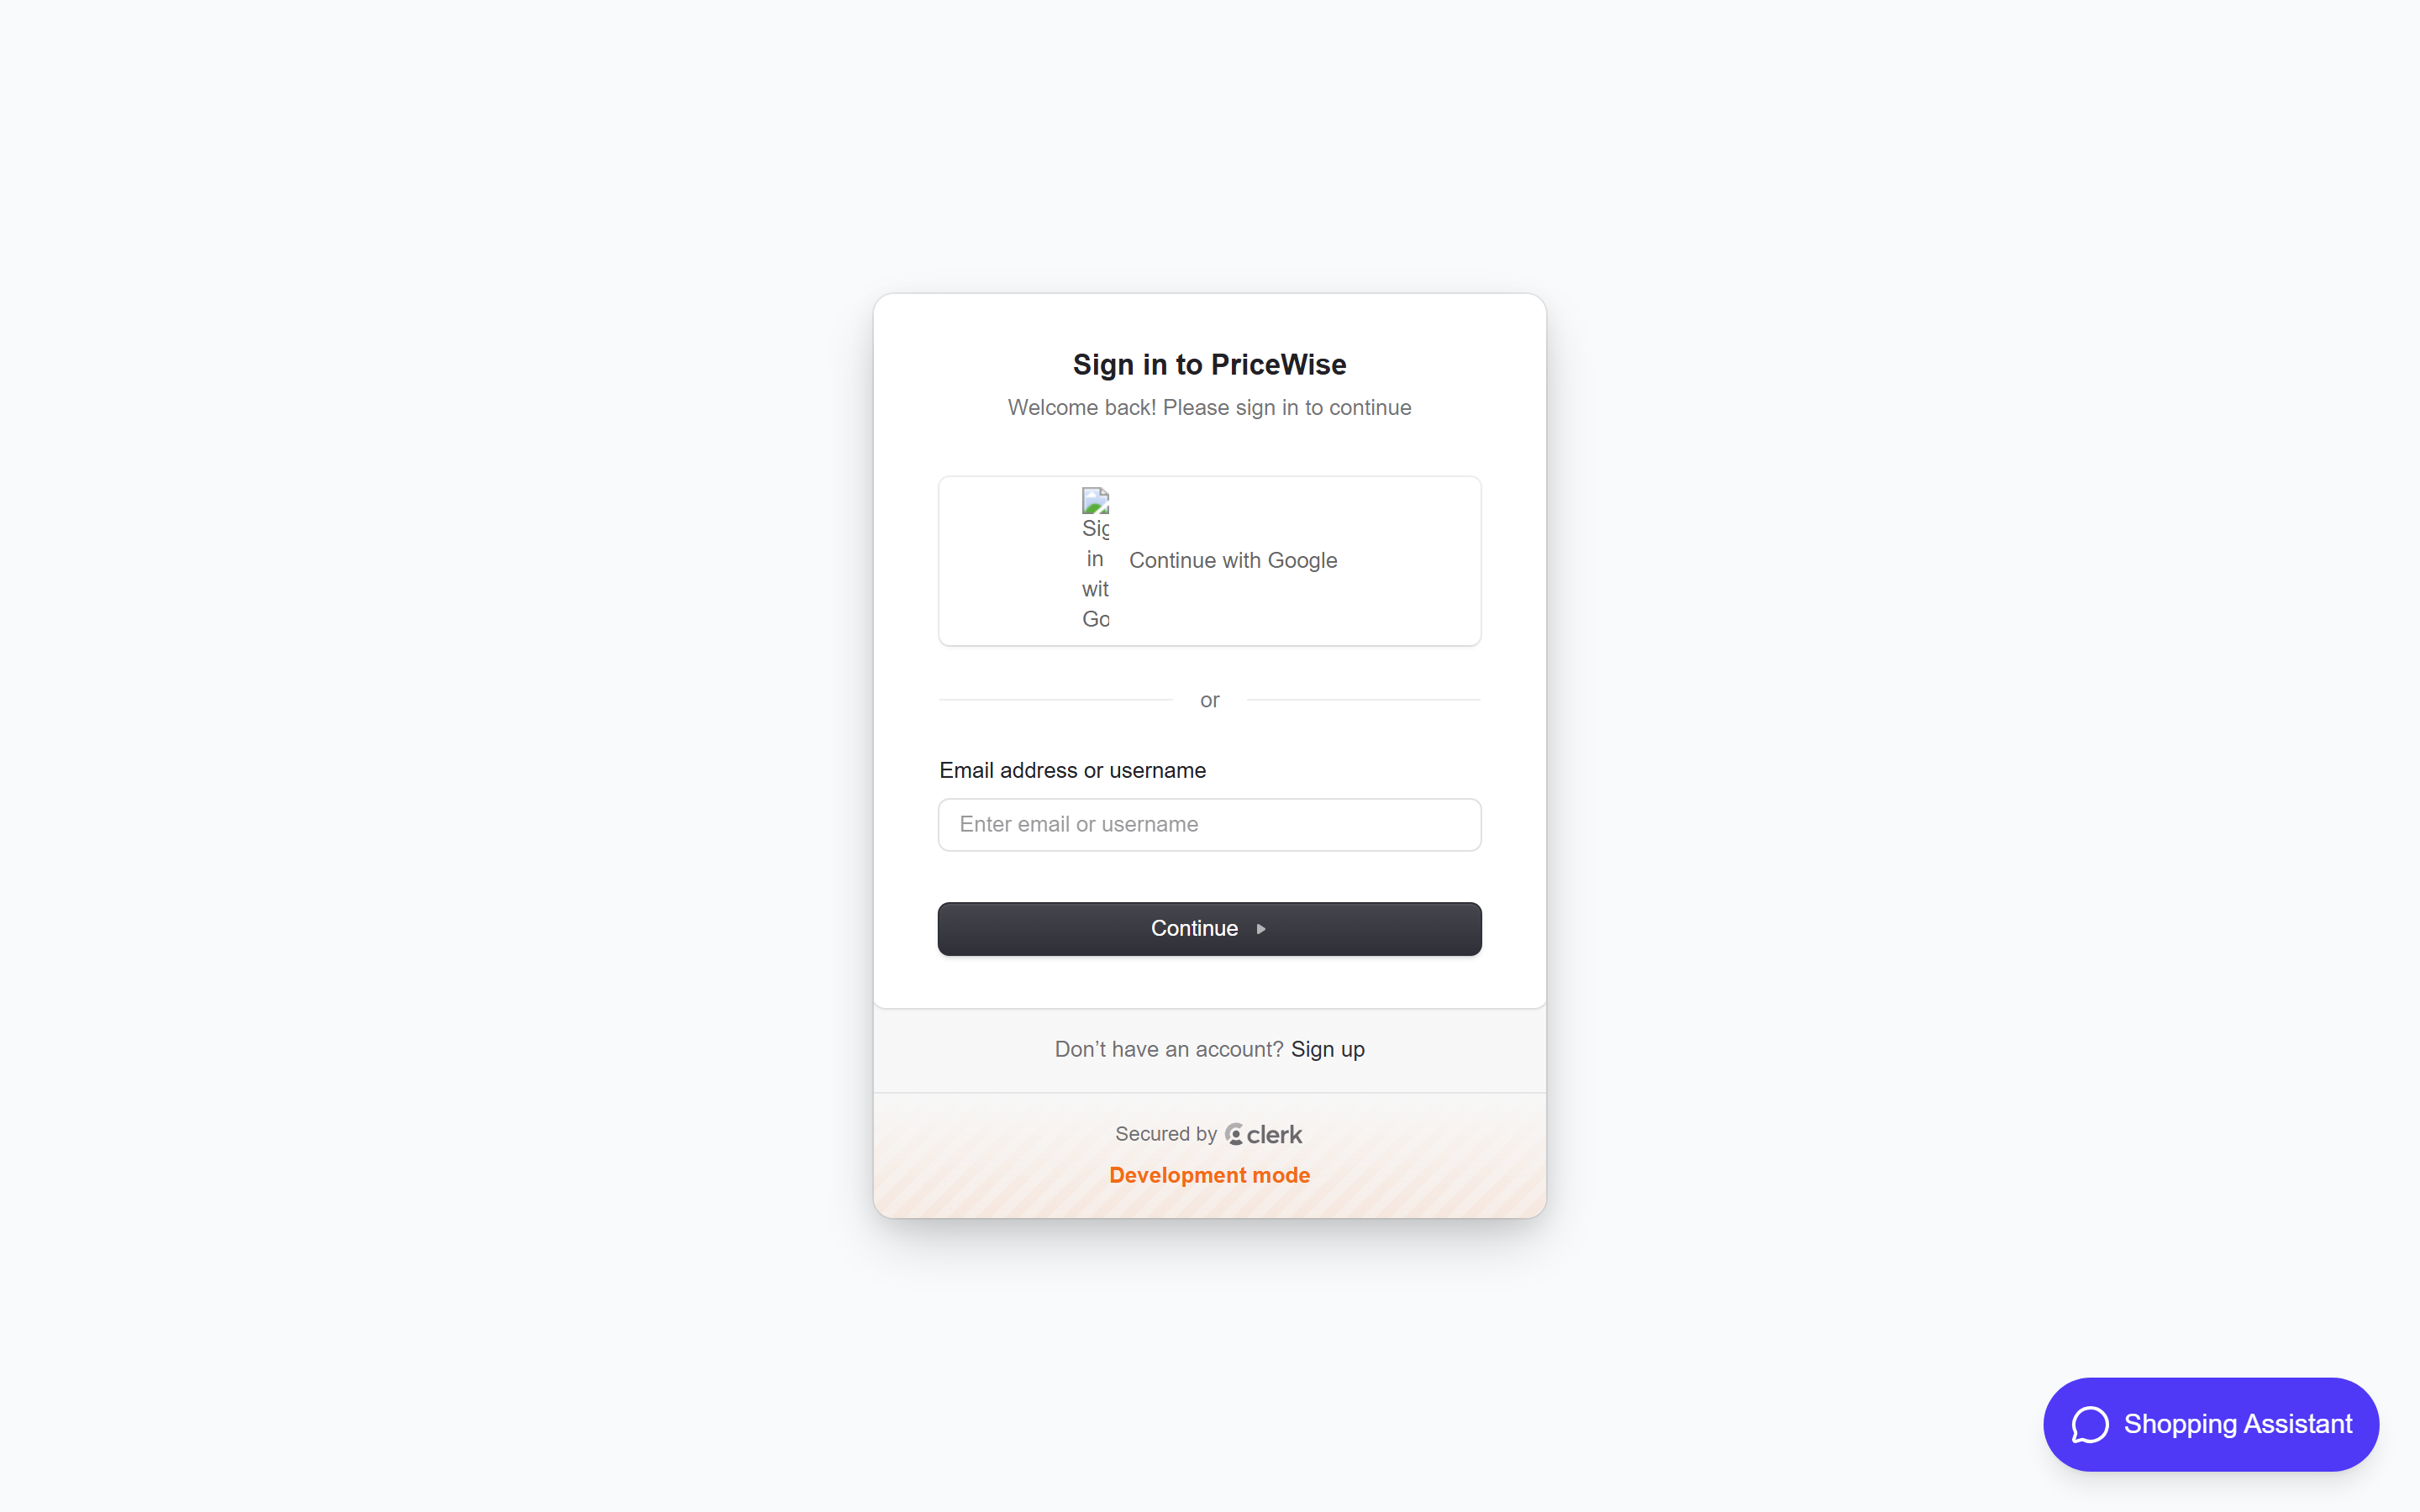 Sign in to PriceWise
Welcome back! Please sign in to continue
Sig
in
wit
Go
Continue with Google
or
Email address or username
Enter email or username
Continue
Don’t have an account? Sign up
Secured by clerk
Development mode
Shopping Assistant